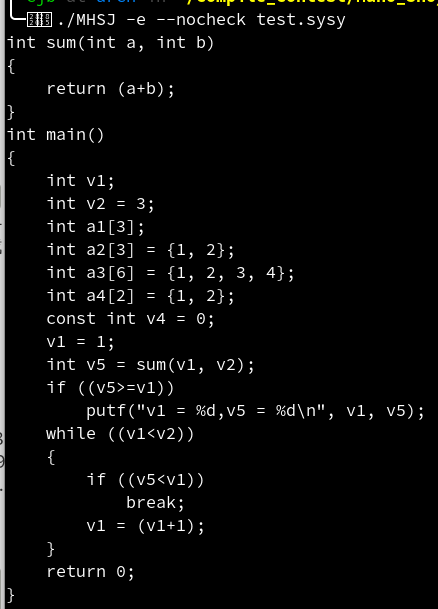 ./MHSJ -e --nocheck test.sysy
int sum(int a, int b)
{
    return (a+b);
}
int main()
{
    int v1;
    int v2 = 3;
    int a1[3];
    int a2[3] = {1, 2};
    int a3[6] = {1, 2, 3, 4};
    int a4[2] = {1, 2};
    const int v4 = 0;
    v1 = 1;
    int v5 = sum(v1, v2);
    if ((v5>=v1))
        putf("v1 = %d,v5 = %d\n", v1, v5);
    while ((v1<v2))
    {
        if ((v5<v1))
            break;
        v1 = (v1+1);
    }
    return 0;
}